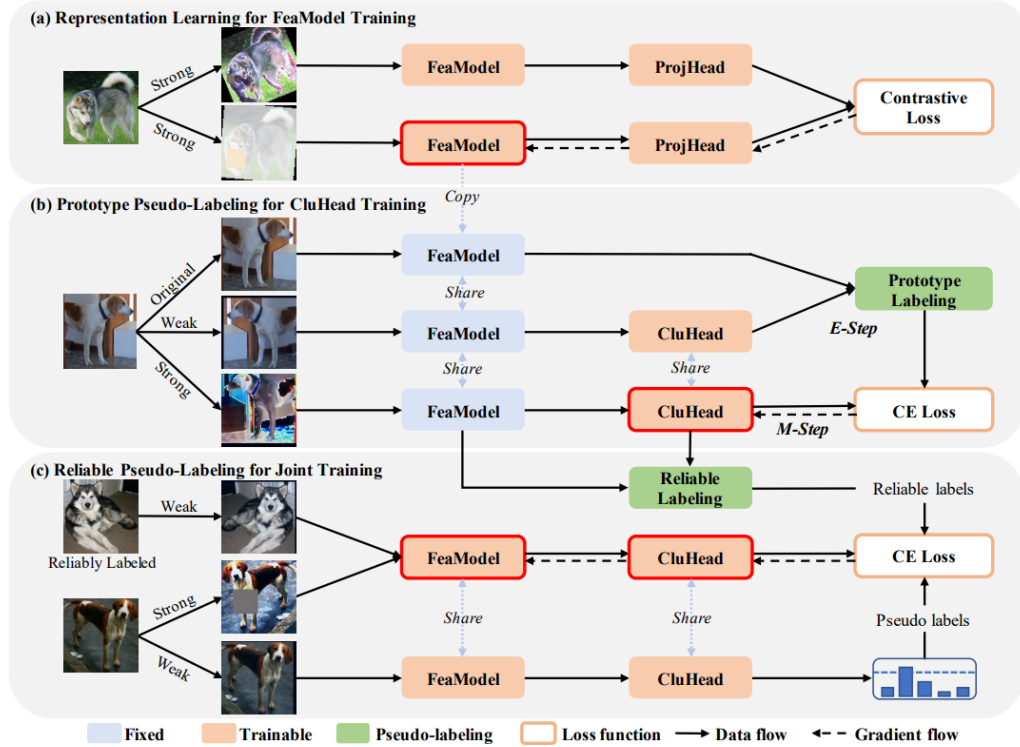 (a) Representation Learning for FeaModel Training
Strong
Strong
FeaModel
ProjHead
FeaModel
ProjHead
Contrastive
Loss
Copy
(b) Prototype Pseudo-Labeling for CluHead Training
Original
Weak
Strong
FeaModel
Share
FeaModel
CluHead
Share
Share
FeaModel
CluHead
Prototype
Labeling
E-Step
M-Step
CE Loss
(c) Reliable Pseudo-Labeling for Joint Training
Reliable
Labeling
Reliable labels
Weak
Reliably Labeled
Strong
Weak
FeaModel
CluHead
CE Loss
Share
Share
Pseudo labels
FeaModel
CluHead
Fixed
Trainable
Pseudo-labeling
Loss function
Data flow
Gradient flow